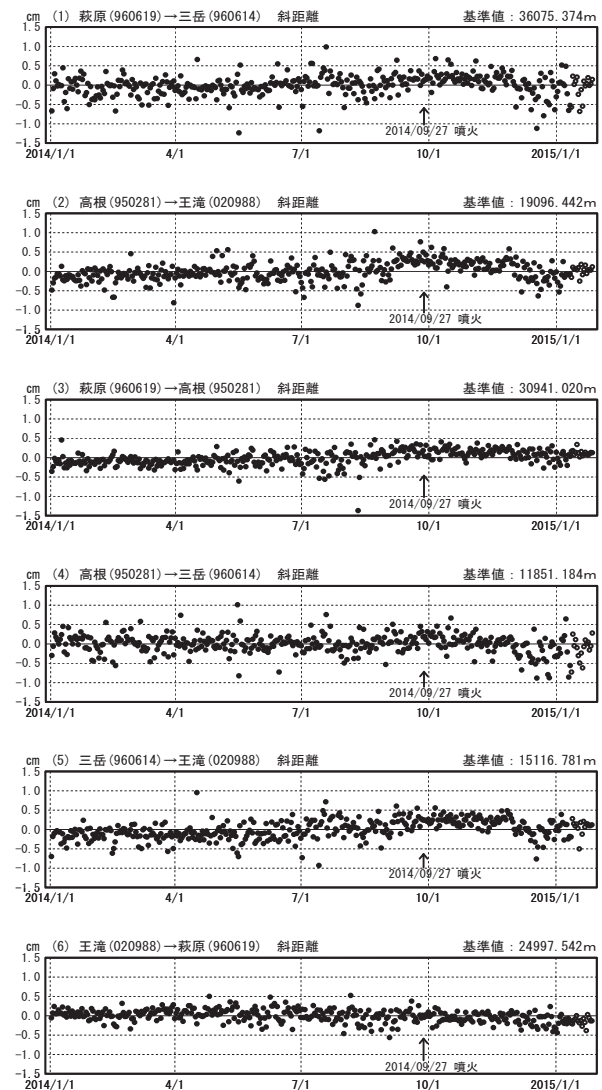 cm (1) 萩原(960619)→三岳(960614) 斜距離 基準値:36075.374m
1.5
1.0
0.5
0.0
-0.5
-1.0
-1.5
2014/09/27 噴火
2014/1/1 4/1 7/1 10/1 2015/1/1
cm (2) 高根(950281)→王滝(020988) 斜距離 基準値:19096.442m
1.5
1.0
0.5
0.0
-0.5
-1.0
-1.5
2014/09/27 噴火
2014/1/1 4/1 7/1 10/1 2015/1/1
cm (3) 萩原(960619)→高根(950281) 斜距離 基準値:30941.020m
1.5
1.0
0.5
0.0
-0.5
-1.0
-1.5
2014/09/27 噴火
2014/1/1 4/1 7/1 10/1 2015/1/1
cm (4) 高根(950281)→三岳(960614) 斜距離 基準値:11851.184m
1.5
1.0
0.5
0.0
-0.5
-1.0
-1.5
2014/09/27 噴火
2014/1/1 4/1 7/1 10/1 2015/1/1
cm (5) 三岳(960614)→王滝(020988) 斜距離 基準値:15116.781m
1.5
1.0
0.5
0.0
-0.5
-1.0
-1.5
2014/09/27 噴火
2014/1/1 4/1 7/1 10/1 2015/1/1
cm (6) 王滝(020988)→萩原(960619) 斜距離 基準値:24997.542m
1.5
1.0
0.5
0.0
-0.5
-1.0
-1.5
2014/09/27 噴火
2014/1/1 4/1 7/1 10/1 2015/1/1